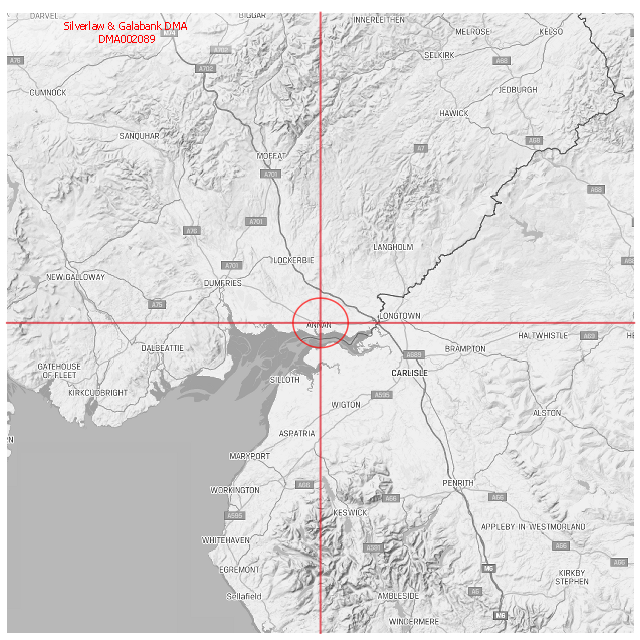 DARVEL
BIGGAR
INNERLEITHEN
Silverlaw & Galabank DMA
DMA002089
MELROSE
KELSO
A702
SELKIRK
A76
A702
A68
CUMNOCK
JEDBURGH
HAWICK
SANQUHAR
A68
A7
MOFFAT
A701
A68
A701
A76
LANGHOLM
LOCKERBIE
A701
NEW GALLOWAY
DUMFRIES
A75
LONGTOWN
ANNAN
HALTWHISTLE
A69
HE
DALBEATTIE
BRAMPTON
A689
GATEHOUSE
OF FLEET
CARLISLE
SILLOTH
KIRKCUDBRIGHT
A595
WIGTON
ALSTON
ASPATRIA
MARYPORT
PENRITH
A66
WORKINGTON
A66
A66
KESWICK
A595
APPLEBY-IN-WESTMORLAND
WHITEHAVEN
A66
A591
A66
EGREMONT
M6
KIRKBY
STEPHEN
Sellafield
AMBLESIDE
A6
M6
WINDERMERE